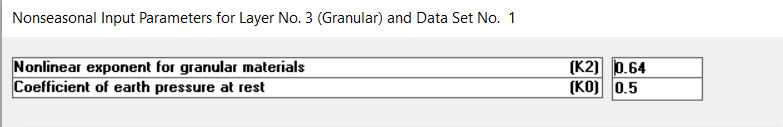 Nonseasonal Input Parameters for Layer No. 3 (Granular) and Data Set No. 1
Nonlinear exponent for granular materials (K2) 0.64
Coefficient of earth pressure at rest (K0) 0.5